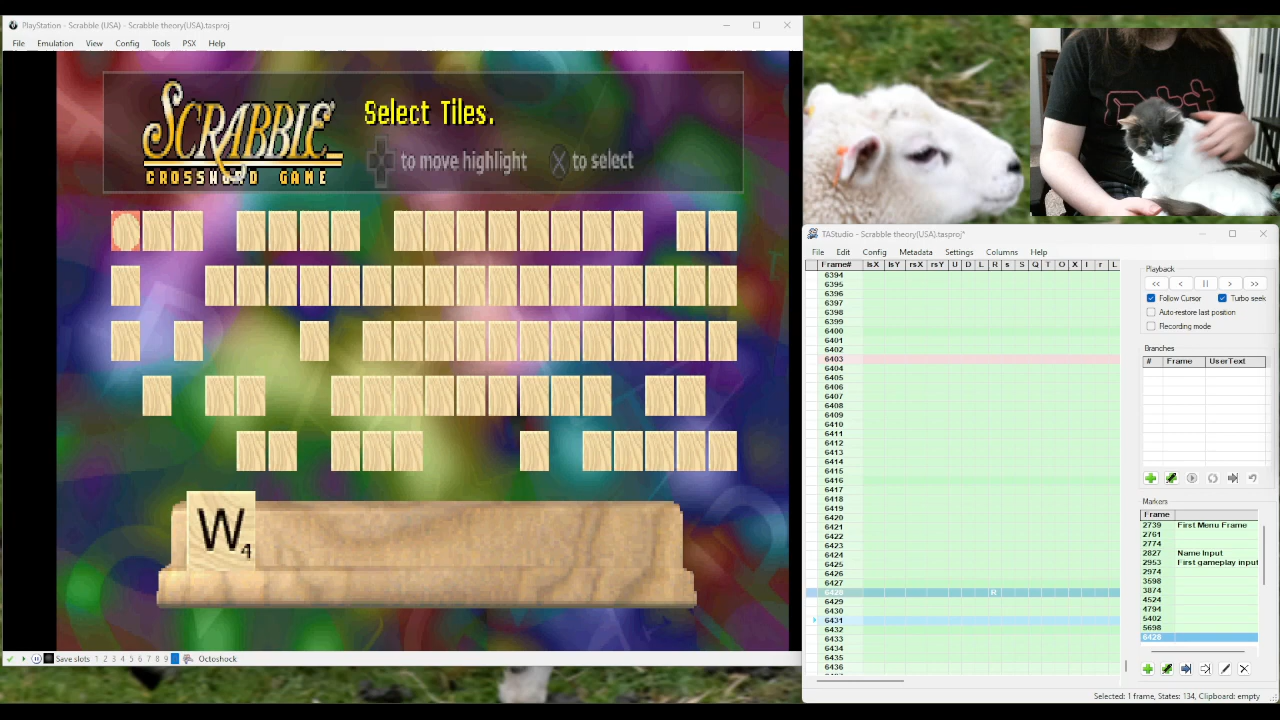 PlayStation - Scrabble (USA) - Scrabble theory(USA).tasproj
File Emulation View Config Tools PSX Help
SCRABBLE
CROSSWORD GAME
Select Tiles.
to move highlight X to select
W4
Save slots 1 2 3 4 5 6 7 8 9 Octoshock
TAStudio - Scrabble theory(USA).tasproj*
File Edit Config Metadata Settings Columns Help
Frame# lsX lsY rsX rsY U D L R s S Q T O X l r L
6394
6395
6396
6397
6398
6399
6400
6401
6402
6403
6404
6405
6406
6407
6408
6409
6410
6411
6412
6413
6414
6415
6416
6417
6418
6419
6420
6421
6422
6423
6424
6425
6426
6427
6428 R
6429
6430
6431
6432
6433
6434
6435
6436
Playback
<< < II > >>
Follow Cursor Turbo seek
Auto-restore last position
Recording mode
Branches
# Frame UserText
Markers
Frame
2739 First Menu Frame
2761
2774
2827 Name Input
2953 First gameplay input
2974
3598
3874
4524
4794
5402
5698
6428
Selected: 1 frame, States: 134, Clipboard: empty